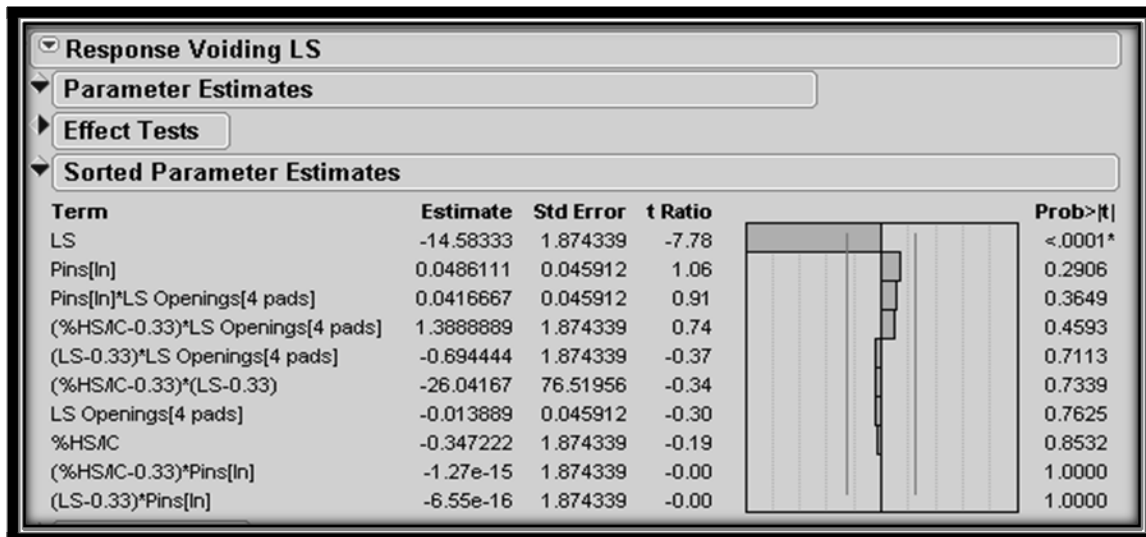 Response Voiding LS
Parameter Estimates
Effect Tests
Sorted Parameter Estimates
Term Estimate Std Error t Ratio Prob>|t|
LS -14.58333 1.874339 -7.78 <.0001*
Pins[In] 0.0486111 0.045912 1.06 0.2906
Pins[In]*LS Openings[4 pads] 0.0416667 0.045912 0.91 0.3649
(%HS/IC-0.33)*LS Openings[4 pads] 1.3888889 1.874339 0.74 0.4593
(LS-0.33)*LS Openings[4 pads] -0.694444 1.874339 -0.37 0.7113
(%HS/IC-0.33)*(LS-0.33) -26.04167 76.51956 -0.34 0.7339
LS Openings[4 pads] -0.013889 0.045912 -0.30 0.7625
%HS/IC -0.347222 1.874339 -0.19 0.8532
(%HS/IC-0.33)*Pins[In] -1.27e-15 1.874339 -0.00 1.0000
(LS-0.33)*Pins[In] -6.55e-16 1.874339 -0.00 1.0000